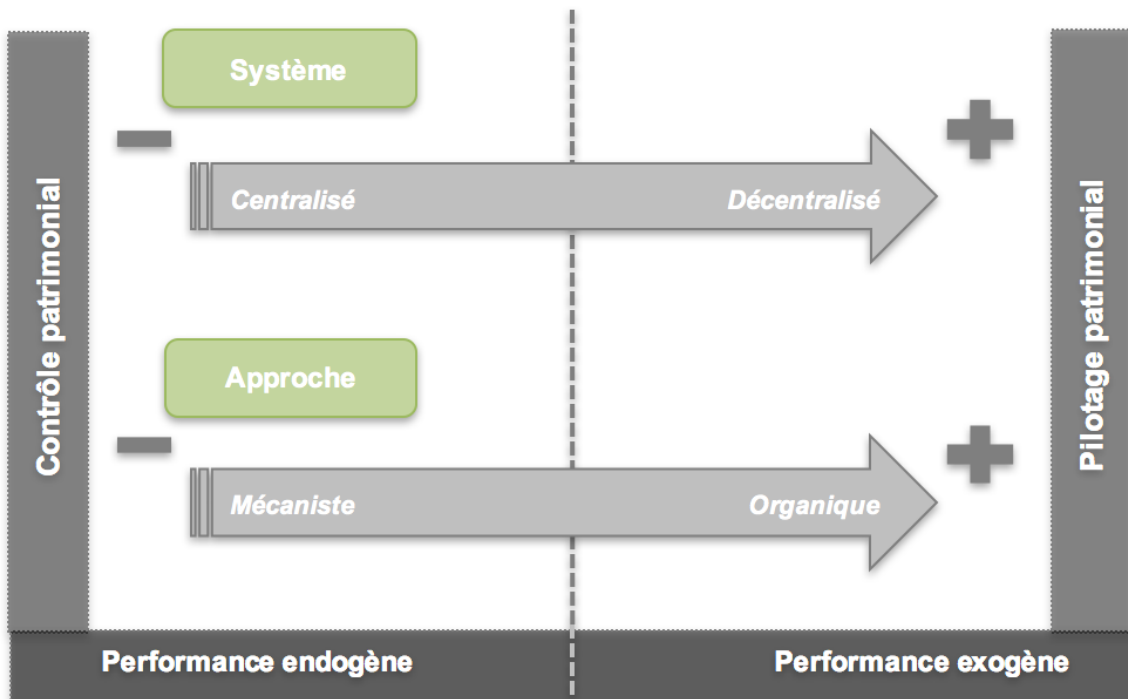 Contrôle patrimonial
Système
Centralisé
Décentralisé
Approche
Mécaniste
Organique
Pilotage patrimonial
Performance endogène
Performance exogène